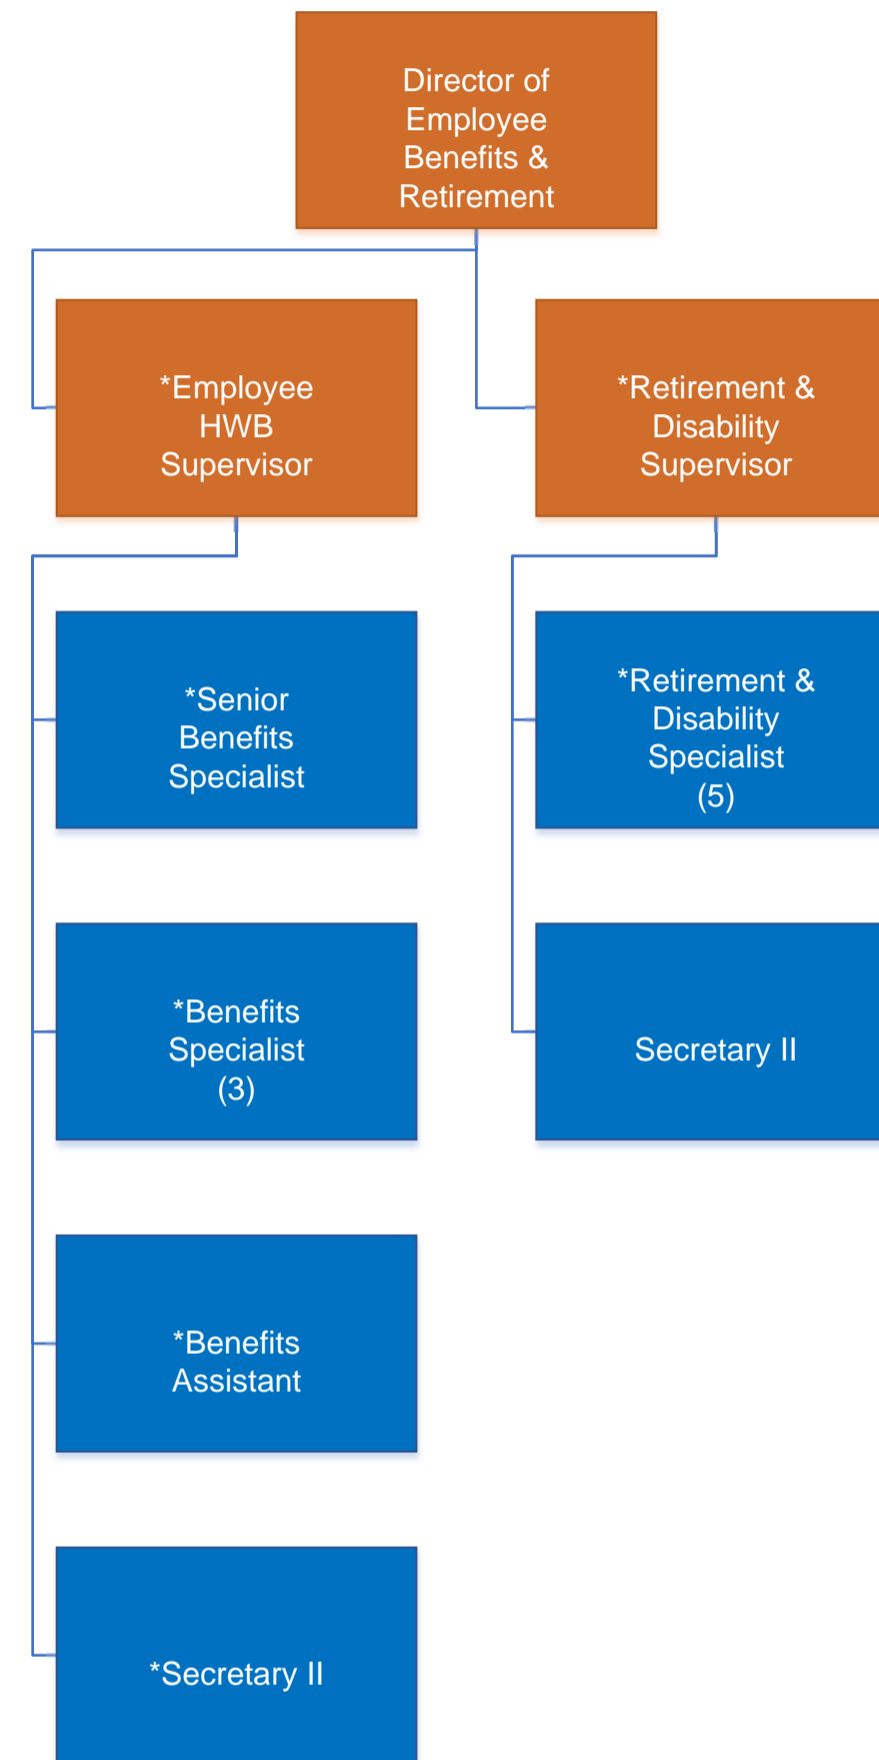 Director of
Employee
Benefits &
Retirement
*Employee
HWB
Supervisor
*Retirement &
Disability
Supervisor
*Senior
Benefits
Specialist
*Retirement &
Disability
Specialist
(5)
*Benefits
Specialist
(3)
Secretary II
*Benefits
Assistant
*Secretary II